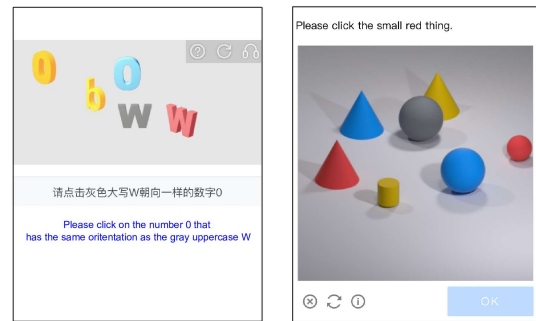 0
b
0
W
W
请点击灰色大写W朝向一样的数字0
Please click on the number 0 that
has the same oritentation as the gray uppercase W
Please click the small red thing.
OK